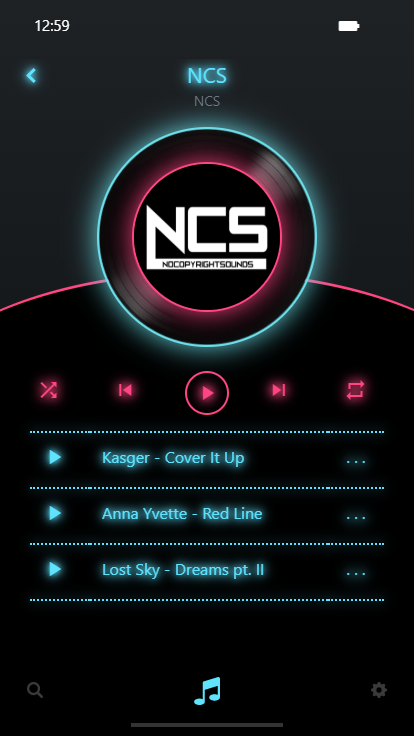 12:59
NCS
NCS
NCS
NOCOPYRIGHTSOUNDS
Kasger - Cover It Up
...
Anna Yvette - Red Line
...
Lost Sky - Dreams pt. II
...